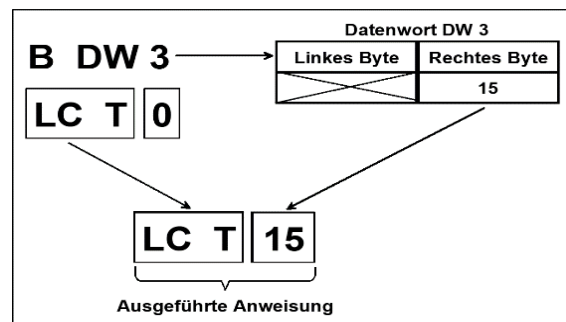 Datenwort DW 3
B DW 3
Linkes Byte Rechtes Byte
15
LC T 0
LC T 15
Ausgeführte Anweisung